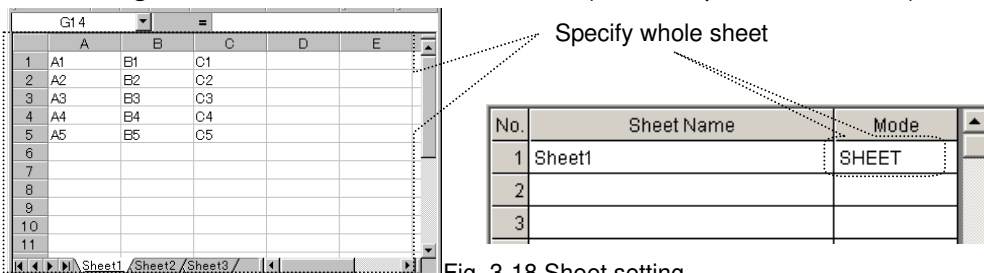 G14 =
Specify whole sheet
A B C D E
1 A1 B1 C1
2 A2 B2 C2
3 A3 B3 C3
4 A4 B4 C4
5 A5 B5 C5
6
7
8
9
10
11
Sheet1 Sheet2 Sheet3
No. Sheet Name Mode
1 Sheet1 SHEET
2
3
Fig. 3-18 Sheet setting